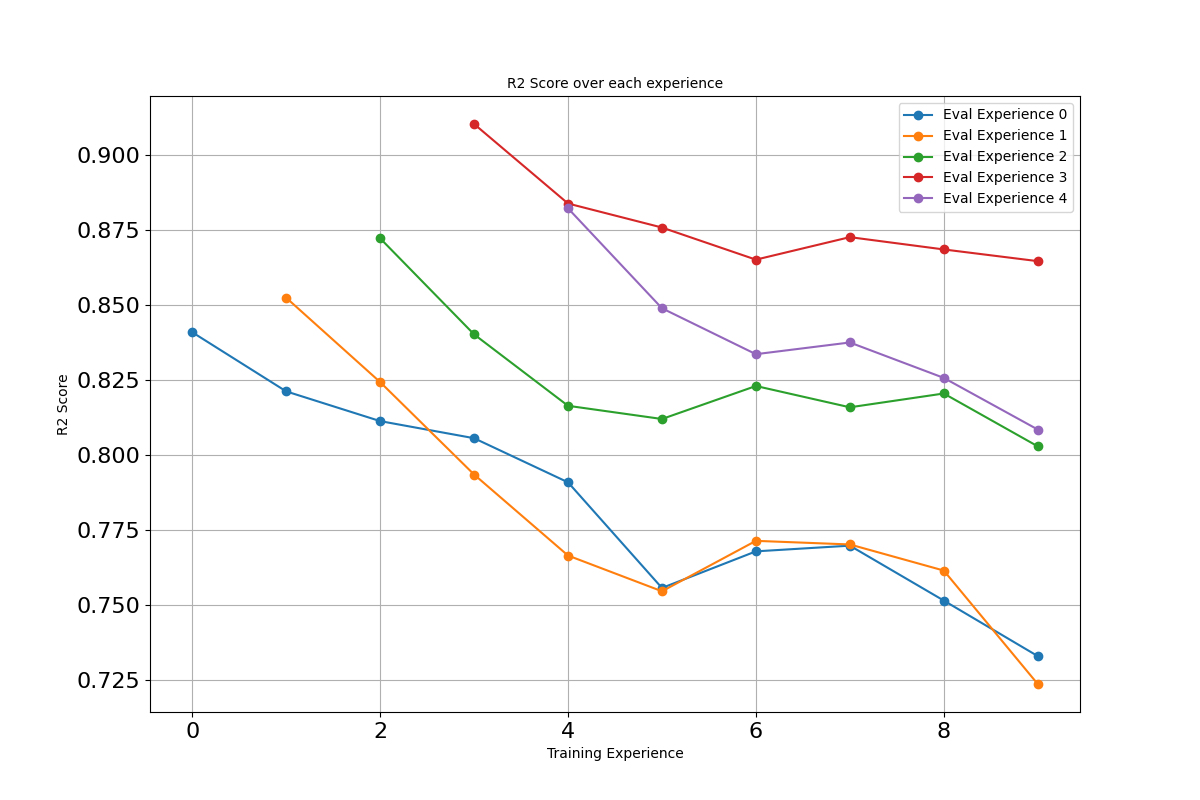 R2 Score over each experience
Eval Experience 0
Eval Experience 1
Eval Experience 2
Eval Experience 3
Eval Experience 4
0.900
0.875
0.850
0.825
0.800
0.775
0.750
0.725
R2 Score
0 2 4 6 8
Training Experience